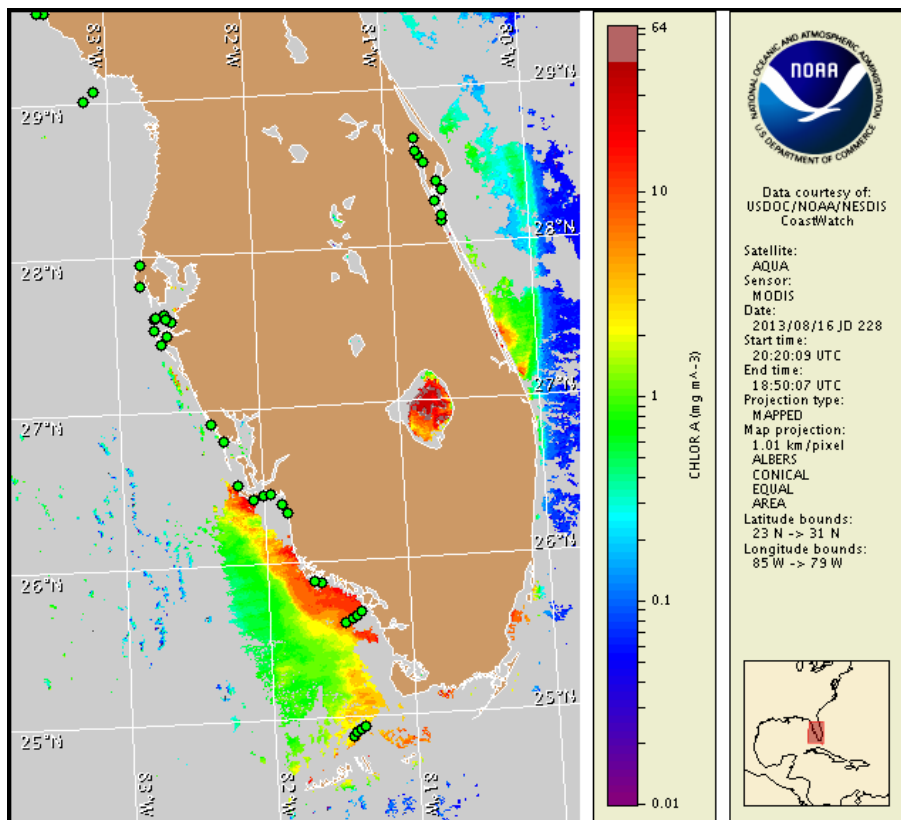 83°W
82°W
81°W
80°W
29°N
29°N
28°N
28°N
27°N
27°N
26°N
26°N
25°N
25°N
83°W
82°W
81°W
64
10
1
0.1
0.01
CHLOR A (mg m^-3)
NATIONAL OCEANIC AND ATMOSPHERIC ADMINISTRATION
NOAA
U.S. DEPARTMENT OF COMMERCE
Data courtesy of:
USDOC/NOAA/NESDIS
CoastWatch
Satellite:
AQUA
Sensor:
MODIS
Date:
2013/08/16 JD 228
Start time:
20:20:09 UTC
End time:
18:50:07 UTC
Projection type:
MAPPED
Map projection:
1.01 km/pixel
ALBERS
CONICAL
EQUAL
AREA
Latitude bounds:
23 N -> 31 N
Longitude bounds:
85 W -> 79 W